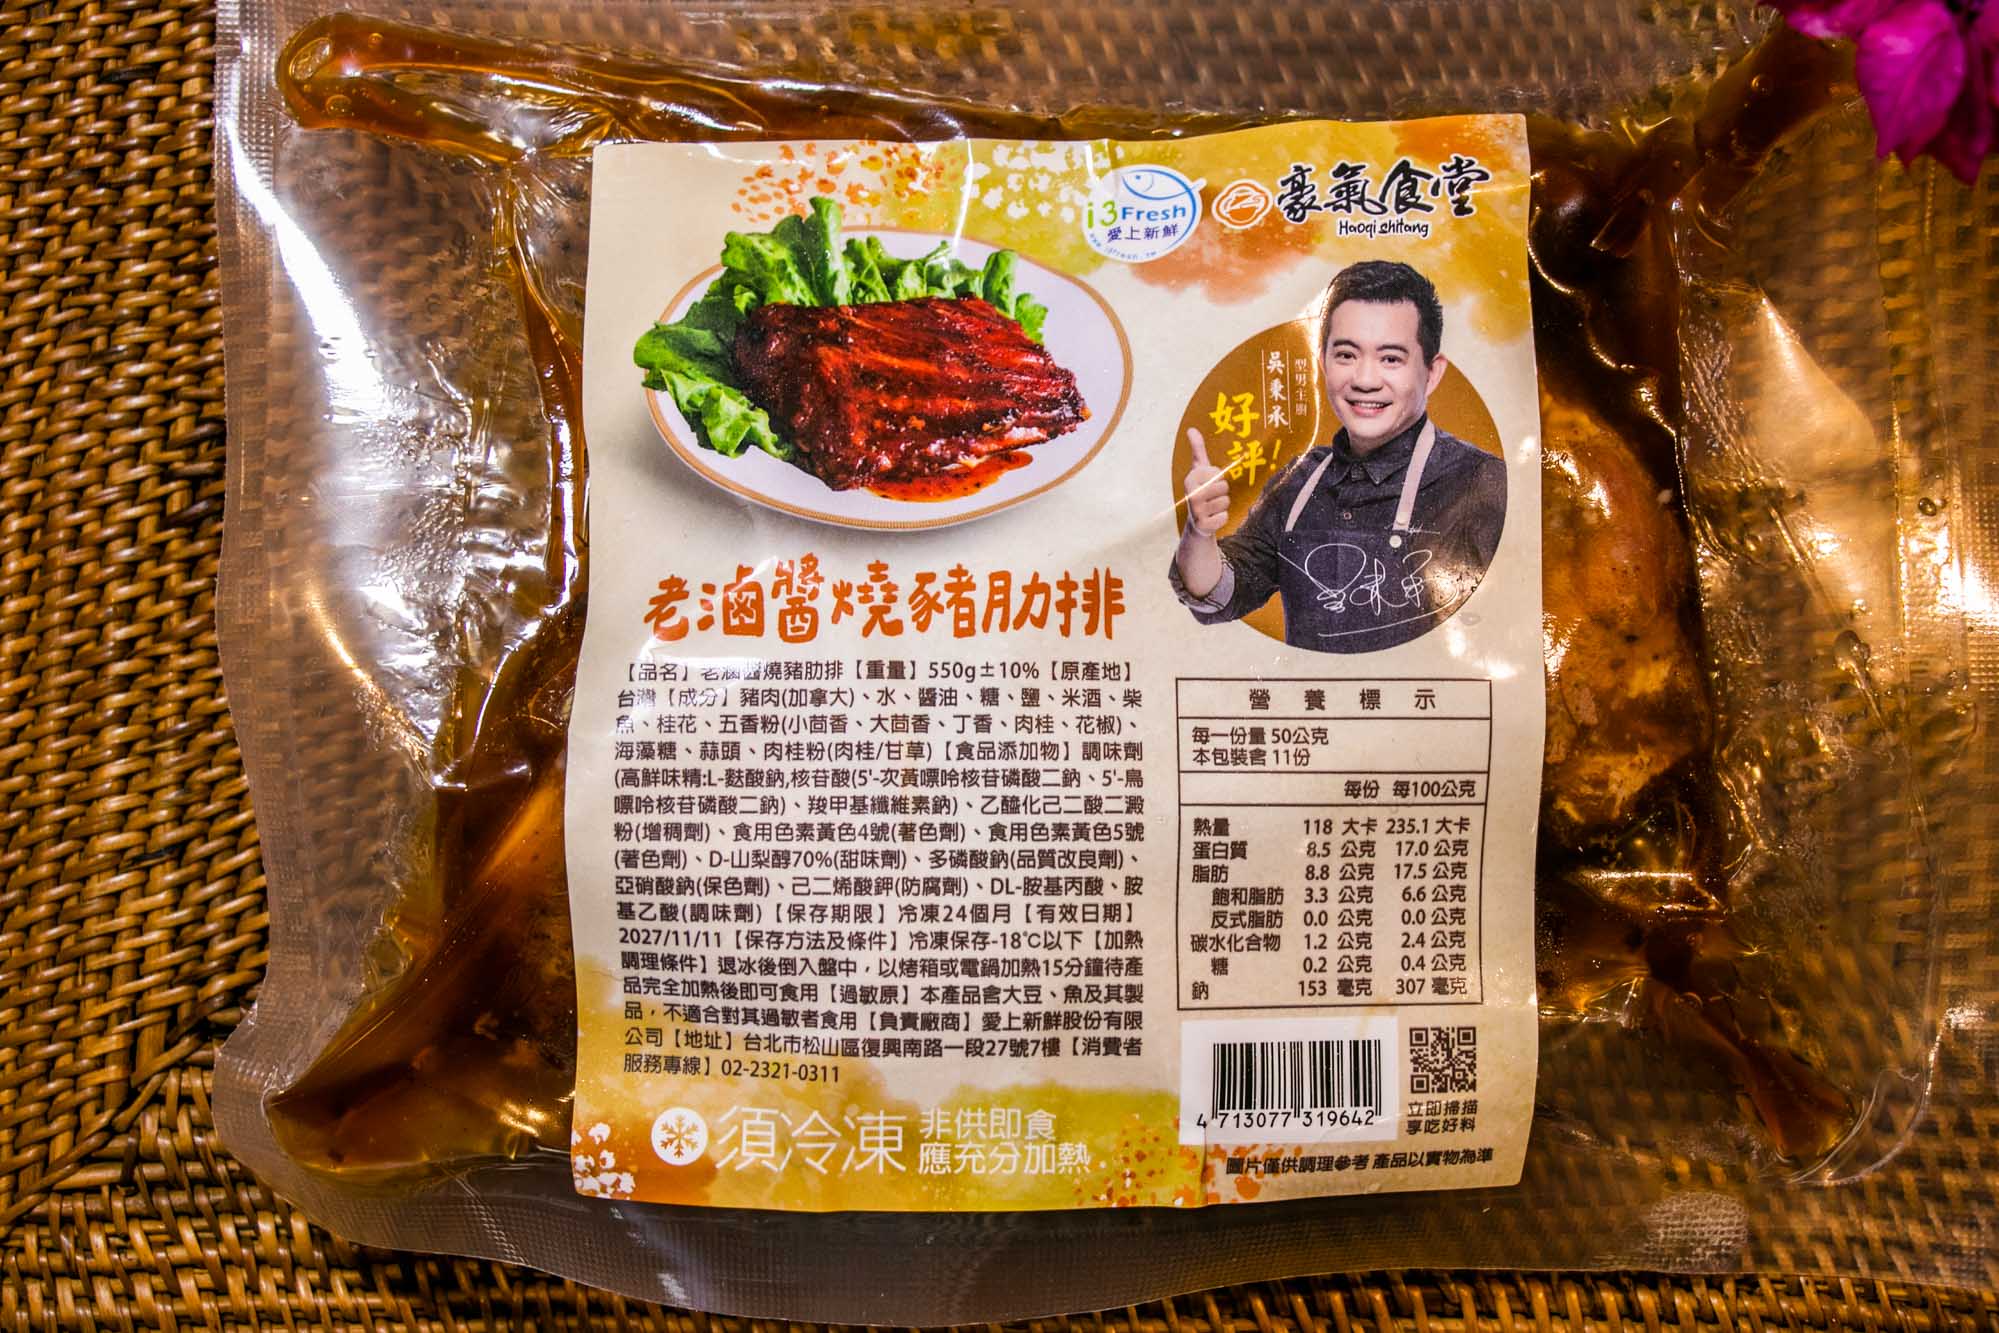 i3Fresh
愛上新鮮
豪氣食堂
Haoqi shitang
型男主廚
吳秉承
好評!
老滷醬燒豬肋排
【品名】老滷醬燒豬肋排【重量】550g±10%【原產地】
台灣【成分】豬肉(加拿大)、水、醬油、糖、鹽、米酒、柴
魚、桂花、五香粉(小茴香、大茴香、丁香、肉桂、花椒)、
海藻糖、蒜頭、肉桂粉(肉桂/甘草)【食品添加物】調味劑
(高鮮味精:L-麩酸鈉,核苷酸(5'-次黃嘌呤核苷磷酸二鈉、5'-鳥
嘌呤核苷磷酸二鈉)、羧甲基纖維素鈉)、乙醯化己二酸二澱
粉(增稠劑)、食用色素黃色4號(著色劑)、食用色素黃色5號
(著色劑)、D-山梨醇70%(甜味劑)、多磷酸鈉(品質改良劑)、
亞硝酸鈉(保色劑)、己二烯酸鉀(防腐劑)、DL-胺基丙酸、胺
基乙酸(調味劑)【保存期限】冷凍24個月【有效日期】
2027/11/11【保存方法及條件】冷凍保存-18℃以下【加熱
調理條件】退冰後倒入盤中，以烤箱或電鍋加熱15分鐘待產
品完全加熱後即可食用【過敏原】本產品含大豆、魚及其製
品，不適合對其過敏者食用【負責廠商】愛上新鮮股份有限
公司【地址】台北市松山區復興南路一段27號7樓【消費者
服務專線】02-2321-0311
營養標示
每一份量 50公克
本包裝含 11份
每份 每100公克
熱量 118 大卡 235.1 大卡
蛋白質 8.5 公克 17.0 公克
脂肪 8.8 公克 17.5 公克
飽和脂肪 3.3 公克 6.6 公克
反式脂肪 0.0 公克 0.0 公克
碳水化合物 1.2 公克 2.4 公克
糖 0.2 公克 0.4 公克
鈉 153 毫克 307 毫克
4 713077 319642
立即掃描
享吃好料
須冷凍
非供即食
應充分加熱
圖片僅供調理參考 產品以實物為準